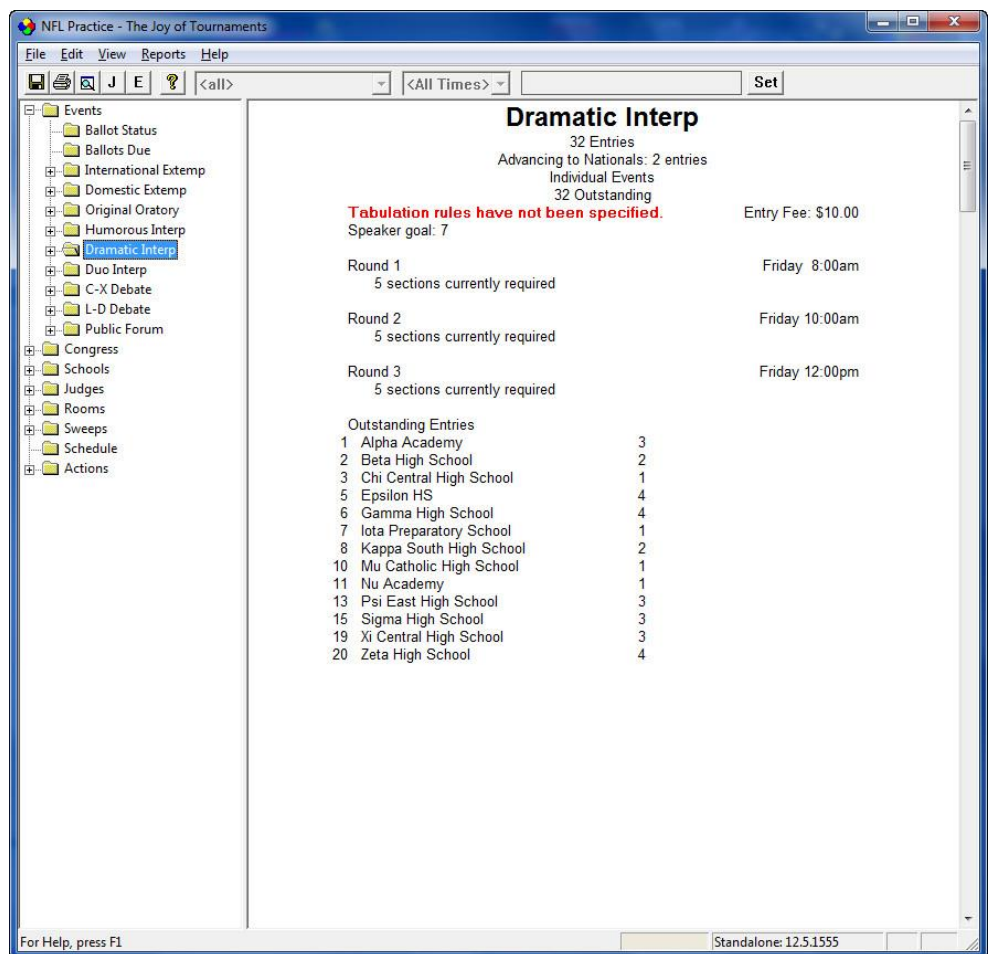 NFL Practice - The Joy of Tournaments
File Edit View Reports Help
J E ? <all> <All Times> Set
Events
Ballot Status
Ballots Due
International Extemp
Domestic Extemp
Original Oratory
Humorous Interp
Dramatic Interp
Duo Interp
C-X Debate
L-D Debate
Public Forum
Congress
Schools
Judges
Rooms
Sweeps
Schedule
Actions
Dramatic Interp
32 Entries
Advancing to Nationals: 2 entries
Individual Events
32 Outstanding
Tabulation rules have not been specified. Entry Fee: $10.00
Speaker goal: 7
Round 1 Friday 8:00am
5 sections currently required
Round 2 Friday 10:00am
5 sections currently required
Round 3 Friday 12:00pm
5 sections currently required
Outstanding Entries
1 Alpha Academy 3
2 Beta High School 2
3 Chi Central High School 1
5 Epsilon HS 4
6 Gamma High School 4
7 Iota Preparatory School 1
8 Kappa South High School 2
10 Mu Catholic High School 1
11 Nu Academy 1
13 Psi East High School 3
15 Sigma High School 3
19 Xi Central High School 3
20 Zeta High School 4
For Help, press F1 Standalone: 12.5.1555